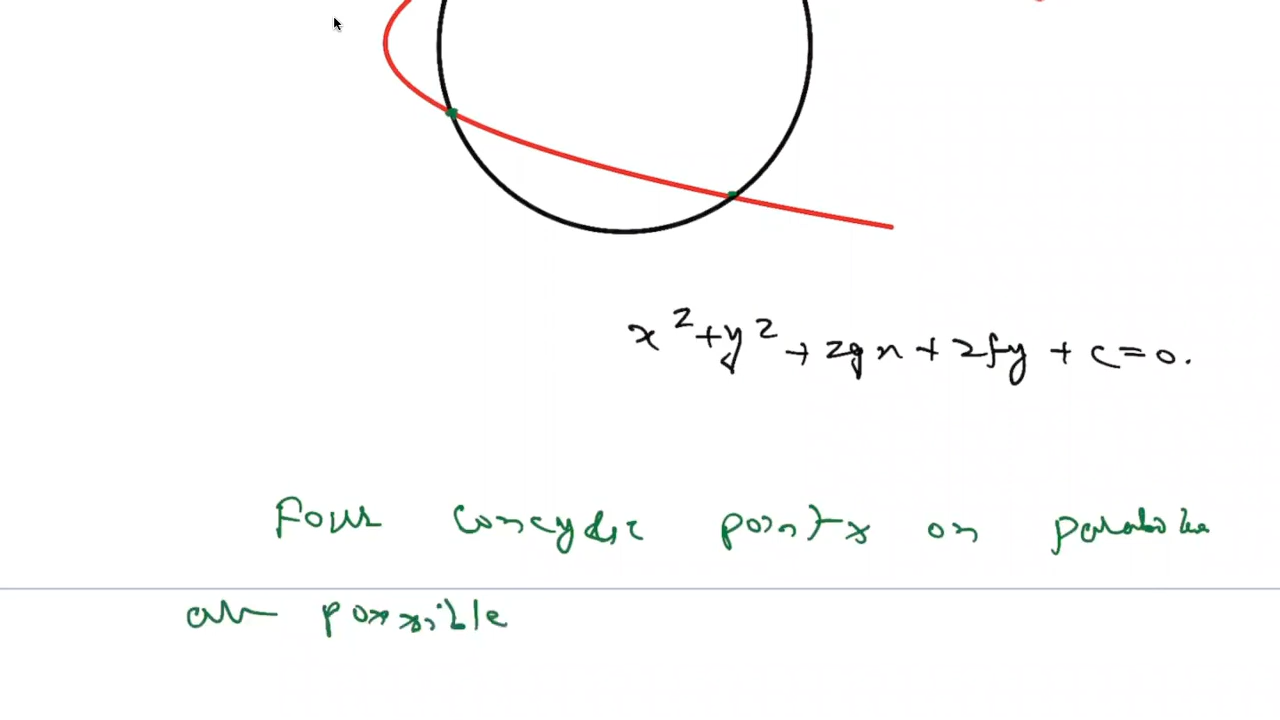 x² + y² + 2gx + 2fy + c = 0.
Four concyclic points on parabola
are possible